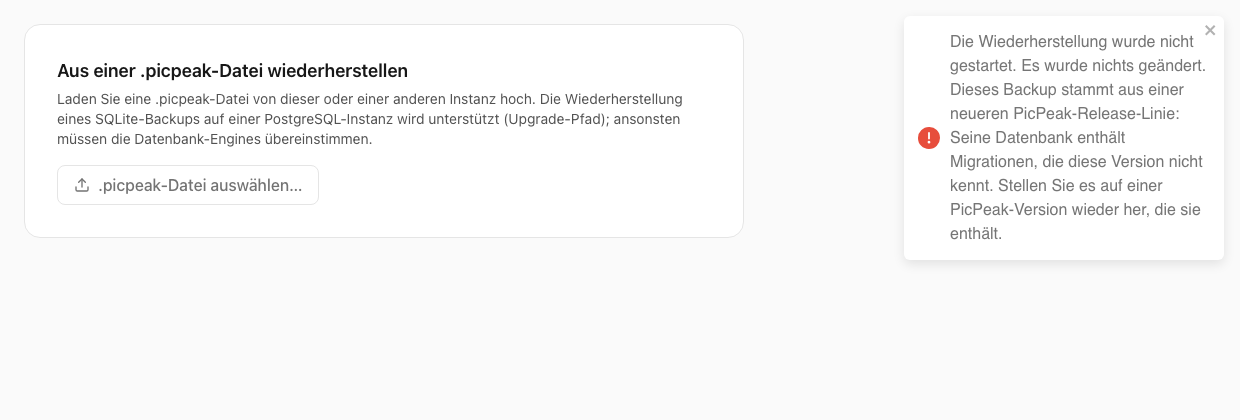 Aus einer .picpeak-Datei wiederherstellen
Laden Sie eine .picpeak-Datei von dieser oder einer anderen Instanz hoch. Die Wiederherstellung
eines SQLite-Backups auf einer PostgreSQL-Instanz wird unterstützt (Upgrade-Pfad); ansonsten
müssen die Datenbank-Engines übereinstimmen.
.picpeak-Datei auswählen...
Die Wiederherstellung wurde nicht
gestartet. Es wurde nichts geändert.
Dieses Backup stammt aus einer
neueren PicPeak-Release-Linie:
Seine Datenbank enthält
Migrationen, die diese Version nicht
kennt. Stellen Sie es auf einer
PicPeak-Version wieder her, die sie
enthält.